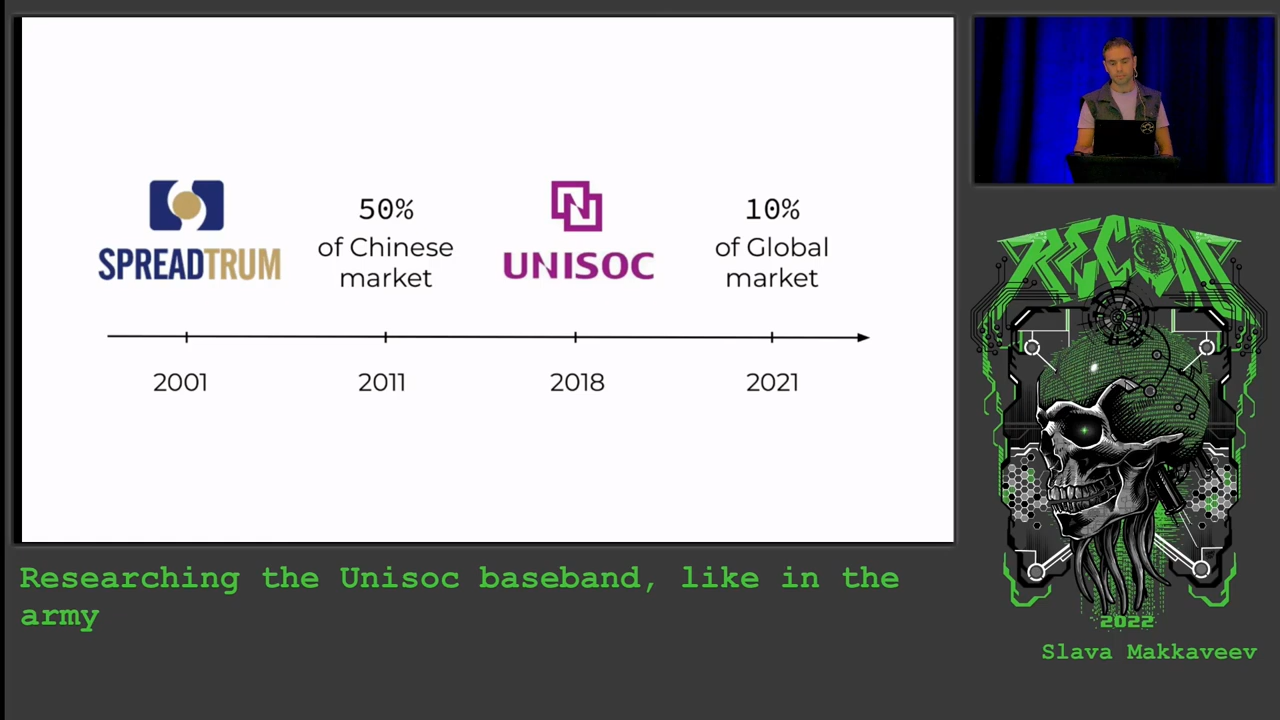 SPREADTRUM
50%
of Chinese
market
UNISOC
10%
of Global
market
2001
2011
2018
2021
Researching the Unisoc baseband, like in the
army
RECON
2022
Slava Makkaveev